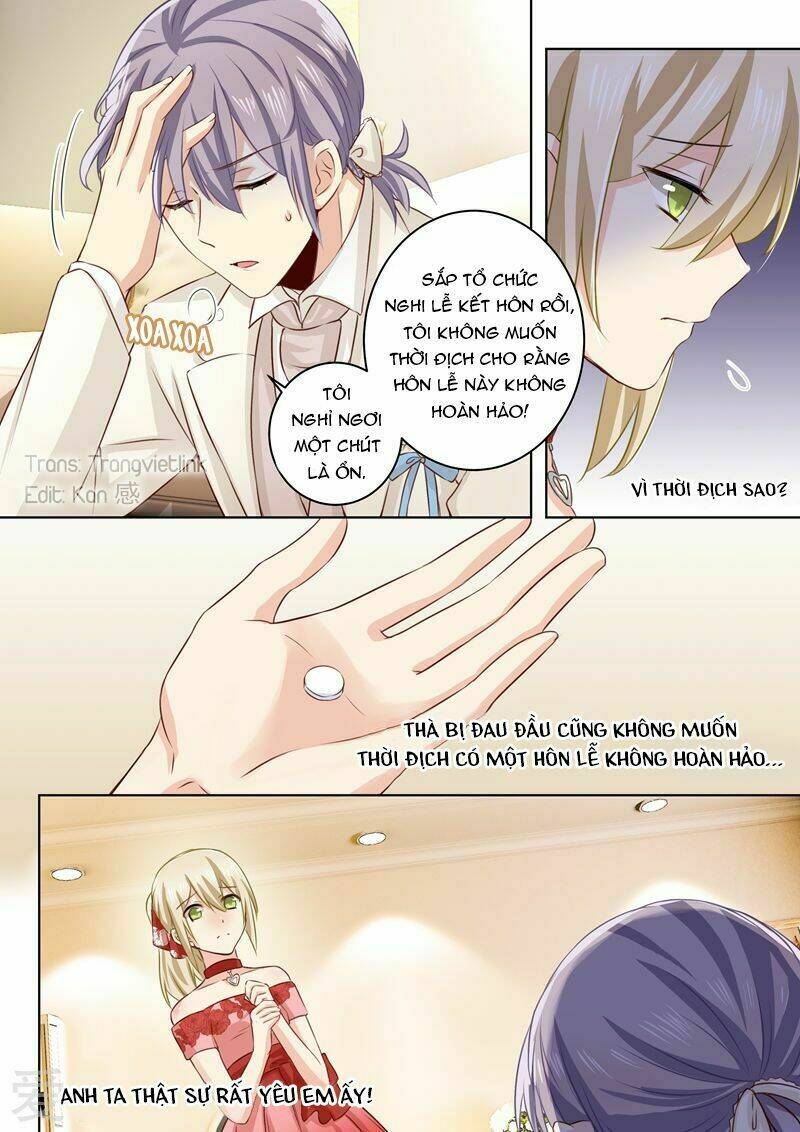 SẮP TỔ CHỨC
NGHI LỄ KẾT HÔN RỒI,
TÔI KHÔNG MUỐN
THỜI ĐỊCH CHO RẰNG
HÔN LỄ NÀY KHÔNG
HOÀN HẢO!
XOA XOA
TÔI
NGHỈ NGƠI
MỘT CHÚT
LÀ ỔN.
Trans: Trangvietlink
Edit: Kan 感
VÌ THỜI ĐỊCH SAO?
THÀ BỊ ĐAU ĐẦU CŨNG KHÔNG MUỐN
THỜI ĐỊCH CÓ MỘT HÔN LỄ KHÔNG HOÀN HẢO...
ANH TA THẬT SỰ RẤT YÊU EM ẤY!
爱